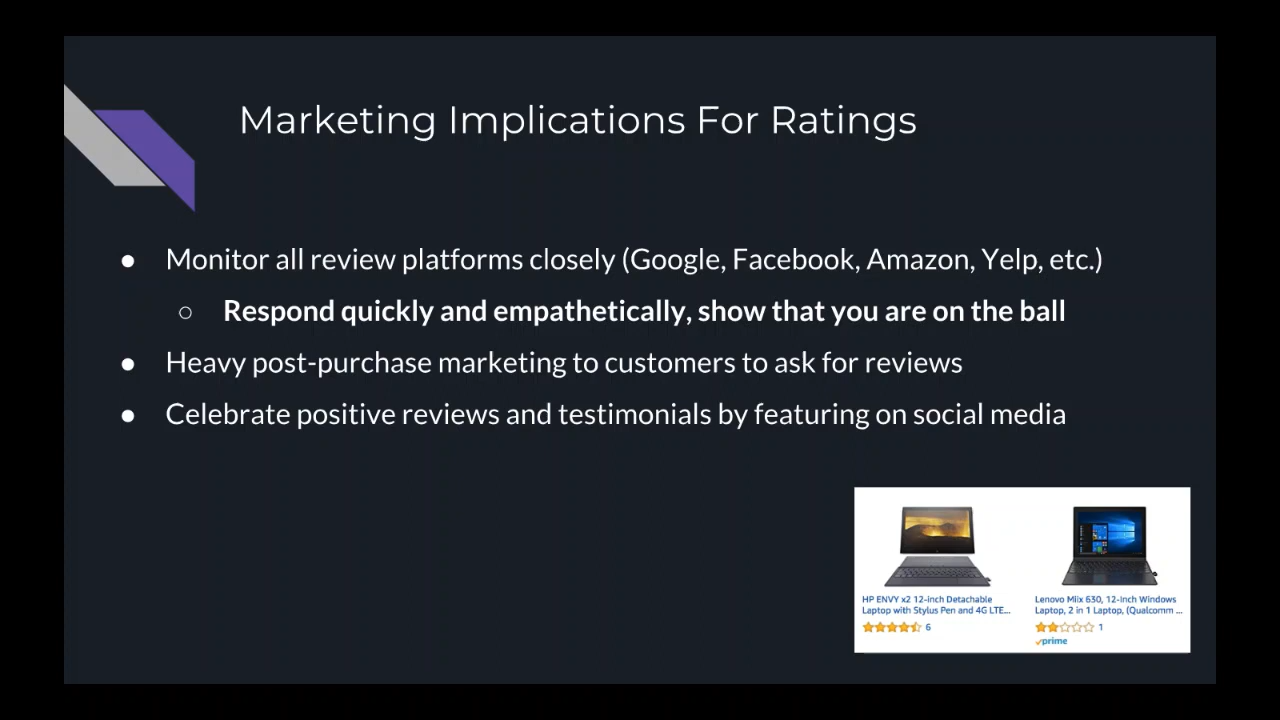 Marketing Implications For Ratings
● Monitor all review platforms closely (Google, Facebook, Amazon, Yelp, etc.)
○ Respond quickly and empathetically, show that you are on the ball
● Heavy post-purchase marketing to customers to ask for reviews
● Celebrate positive reviews and testimonials by featuring on social media
HP ENVY x2 12-inch Detachable
Laptop with Stylus Pen and 4G LTE...
6
Lenovo Miix 630, 12-Inch Windows
Laptop, 2 in 1 Laptop, (Qualcomm ...
1
prime